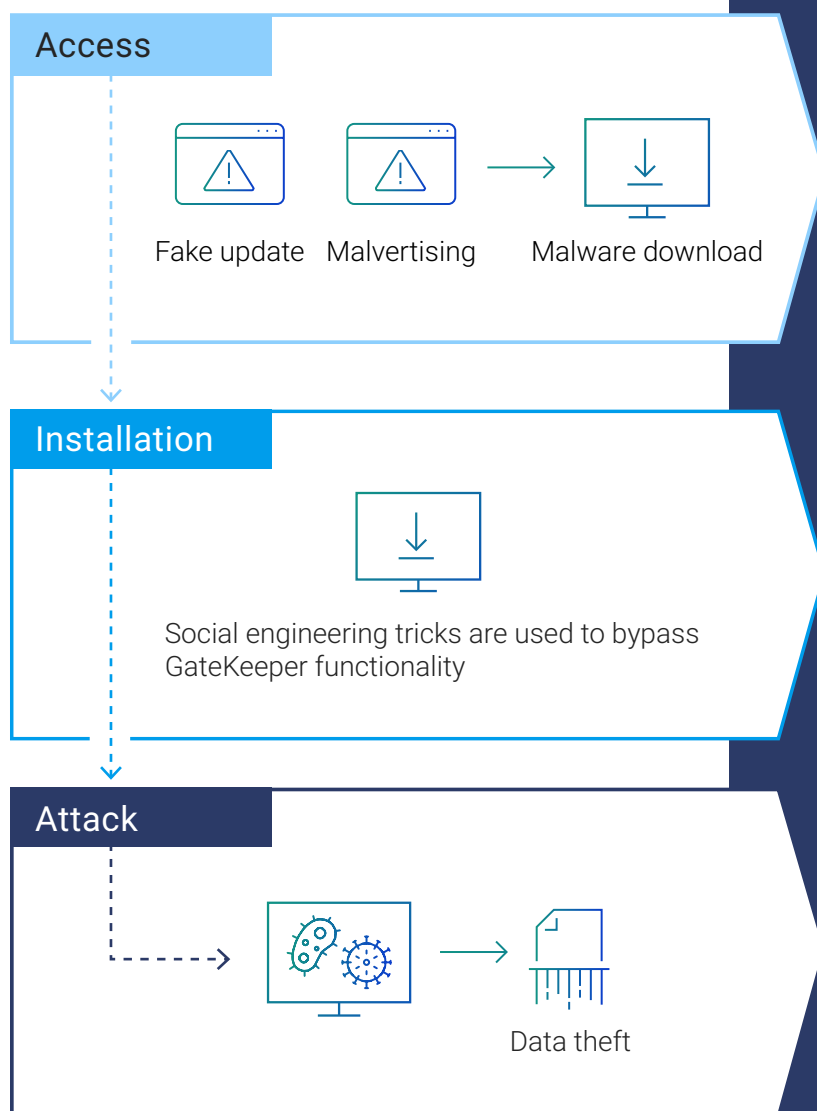 Access
Fake update
Malvertising
Malware download
Installation
Social engineering tricks are used to bypass
GateKeeper functionality
Attack
Data theft